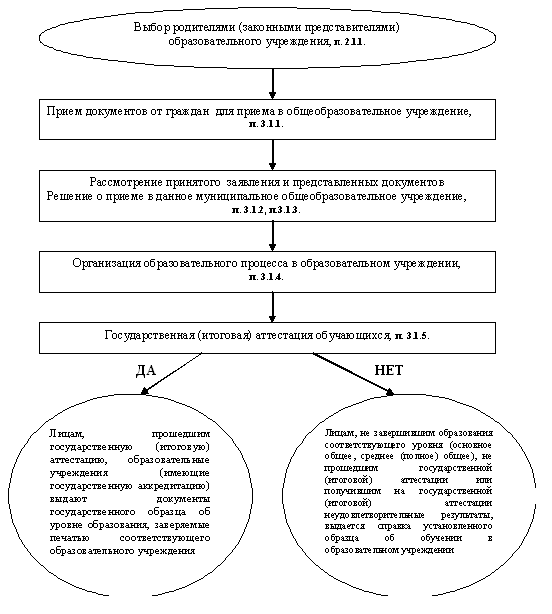 Выбор родителями (законными представителями)
образовательного учреждения, п. 2.1.1.
Прием документов от граждан для приема в общеобразовательное учреждение,
п. 3.1.1.
Рассмотрение принятого заявления и представленных документов
Решение о приеме в данное муниципальное общеобразовательное учреждение,
п. 3.1.2, п.3.1.3.
Организация образовательного процесса в образовательном учреждении,
п. 3.1.4.
Государственная (итоговая) аттестация обучающихся, п. 3.1.5.
ДА
НЕТ
Лицам, прошедшим
государственную (итоговую)
аттестацию, образовательные
учреждения (имеющие
государственную аккредитацию)
выдают документы
государственного образца об
уровне образования, заверяемые
печатью соответствующего
образовательного учреждения
Лицам, не завершившим образования
соответствующего уровня (основное
общее, среднее (полное) общее), не
прошедшим государственной
(итоговой) аттестации или
получившим на государственной
(итоговой) аттестации
неудовлетворительные результаты,
выдается справка установленного
образца об обучении в
образовательном учреждении